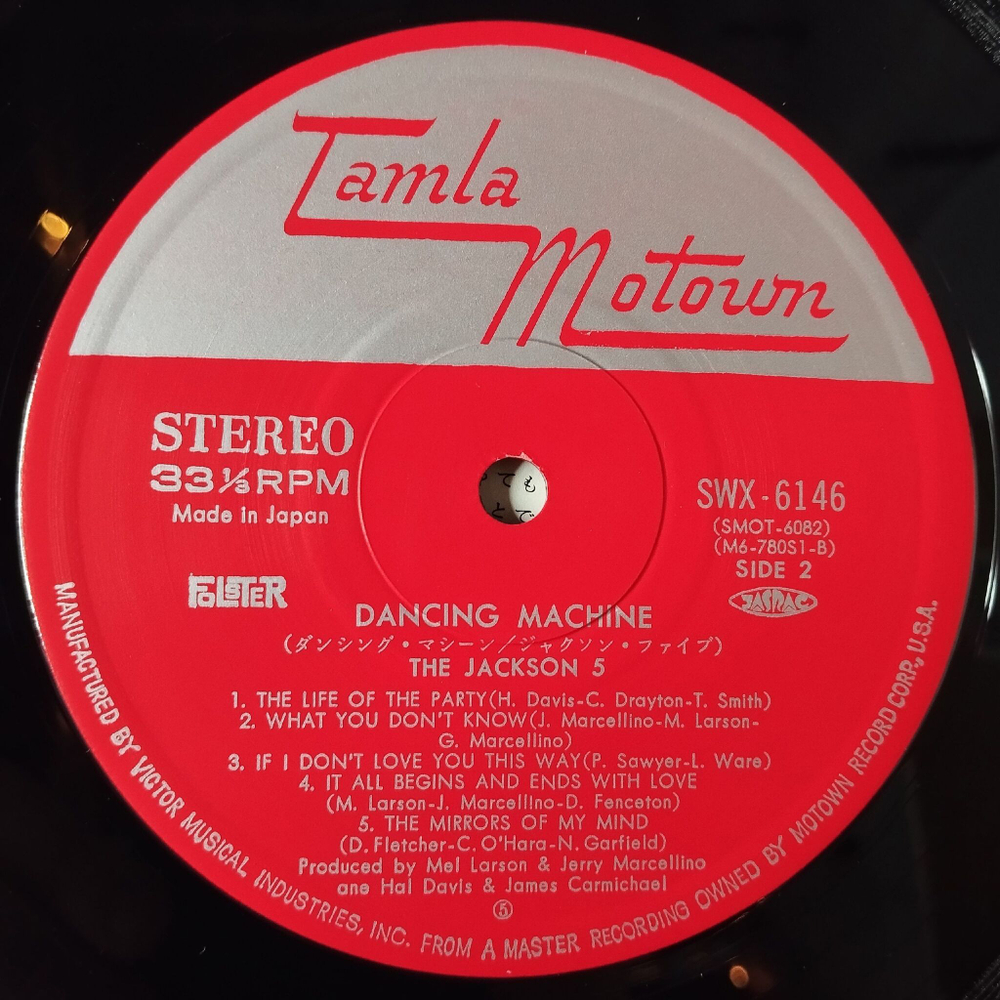 Tamla
Motown
STEREO
33⅓RPM
Made in Japan
FOLSTER
SWX-6146
(SMOT-6082)
(M6-780S1-B)
SIDE 2
JASRAC
DANCING MACHINE
(ダンシング・マシーン/ジャクソン・ファイブ)
THE JACKSON 5
1. THE LIFE OF THE PARTY(H. Davis-C. Drayton-T. Smith)
2. WHAT YOU DON'T KNOW(J. Marcellino-M. Larson-
G. Marcellino)
3. IF I DON'T LOVE YOU THIS WAY(P. Sawyer-L. Ware)
4. IT ALL BEGINS AND ENDS WITH LOVE
(M. Larson-J. Marcellino-D. Fenceton)
5. THE MIRRORS OF MY MIND
(D. Fletcher-C. O'Hara-N. Garfield)
Produced by Mel Larson & Jerry Marcellino
ane Hal Davis & James Carmichael
⑤
MANUFACTURED BY VICTOR MUSICAL INDUSTRIES, INC. FROM A MASTER RECORDING OWNED BY MOTOWN RECORD CORP., U.S.A.